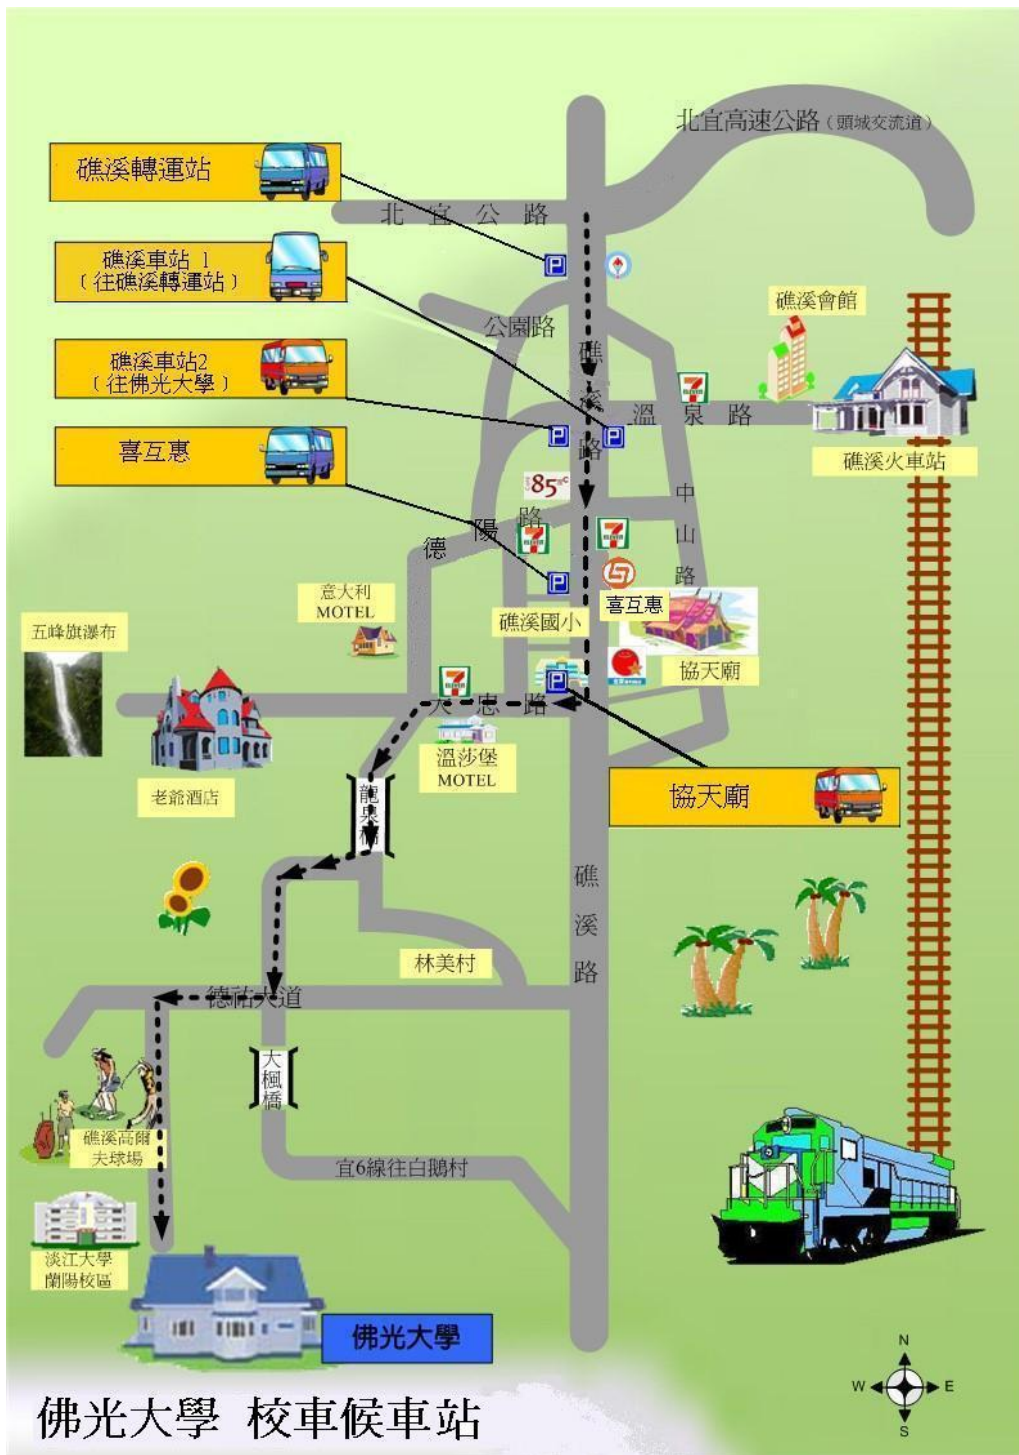 北宜高速公路（頭城交流道）
礁溪轉運站
北宜公路
礁溪車站 1
（往礁溪轉運站）
礁溪會館
公園路
礁溪車站2
（往佛光大學）
礁溪路
溫泉路
喜互惠
礁溪火車站
85°C
中山路
德陽路
7
ELEVEN
意大利
MOTEL
喜互惠
礁溪國小
五峰旗瀑布
協天廟
大忠路
溫莎堡
MOTEL
老爺酒店
龍泉橋
協天廟
礁溪路
林美村
德祐大道
大楓橋
礁溪高爾
夫球場
宜6線往白鵝村
淡江大學
蘭陽校區
佛光大學
N
W
E
S
佛光大學 校車候車站